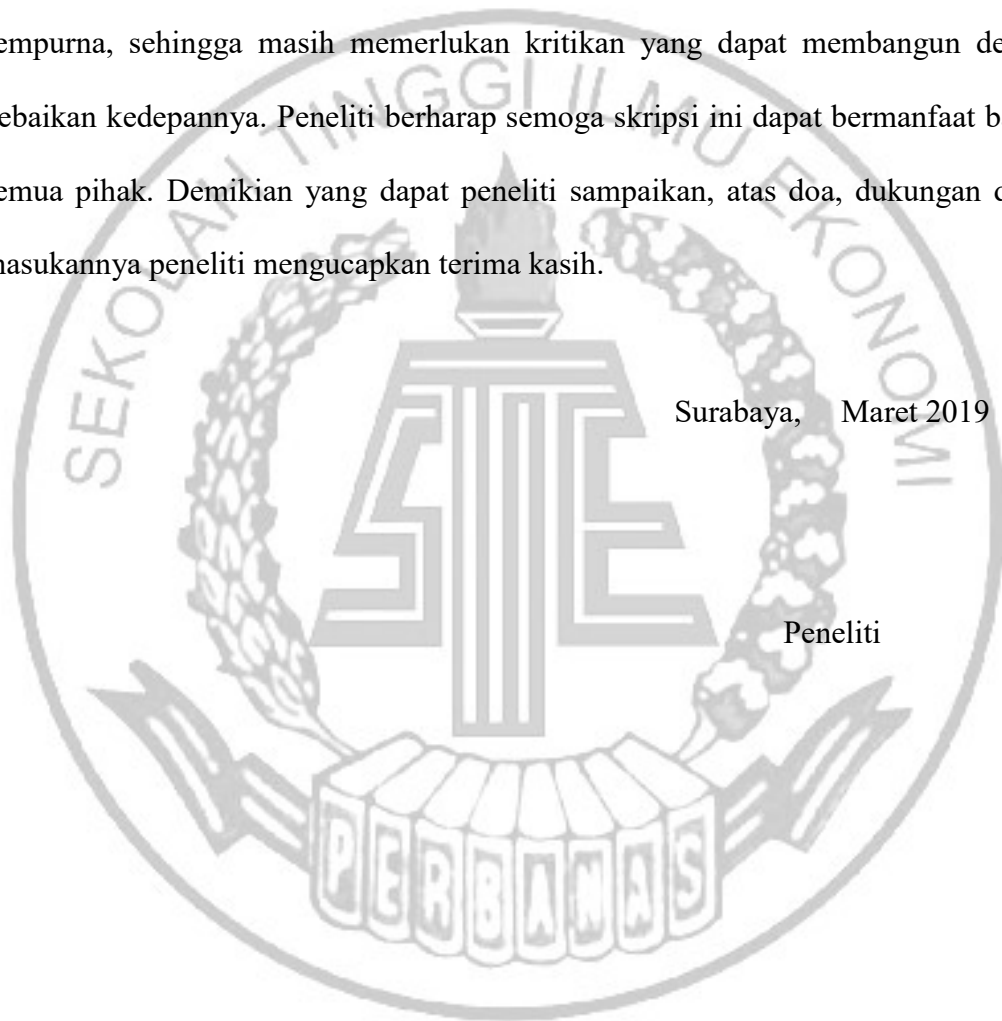 empurna, sehingga masih memerlukan kritikan yang dapat membangun de
ebaikan kedepannya. Peneliti berharap semoga skripsi ini dapat bermanfaat b
emua pihak. Demikian yang dapat peneliti sampaikan, atas doa, dukungan d
nasukannya peneliti mengucapkan terima kasih.
SEKOLAH TINGGI ILMU EKONOMI
Surabaya, Maret 2019
STIE
Peneliti
PERBANAS